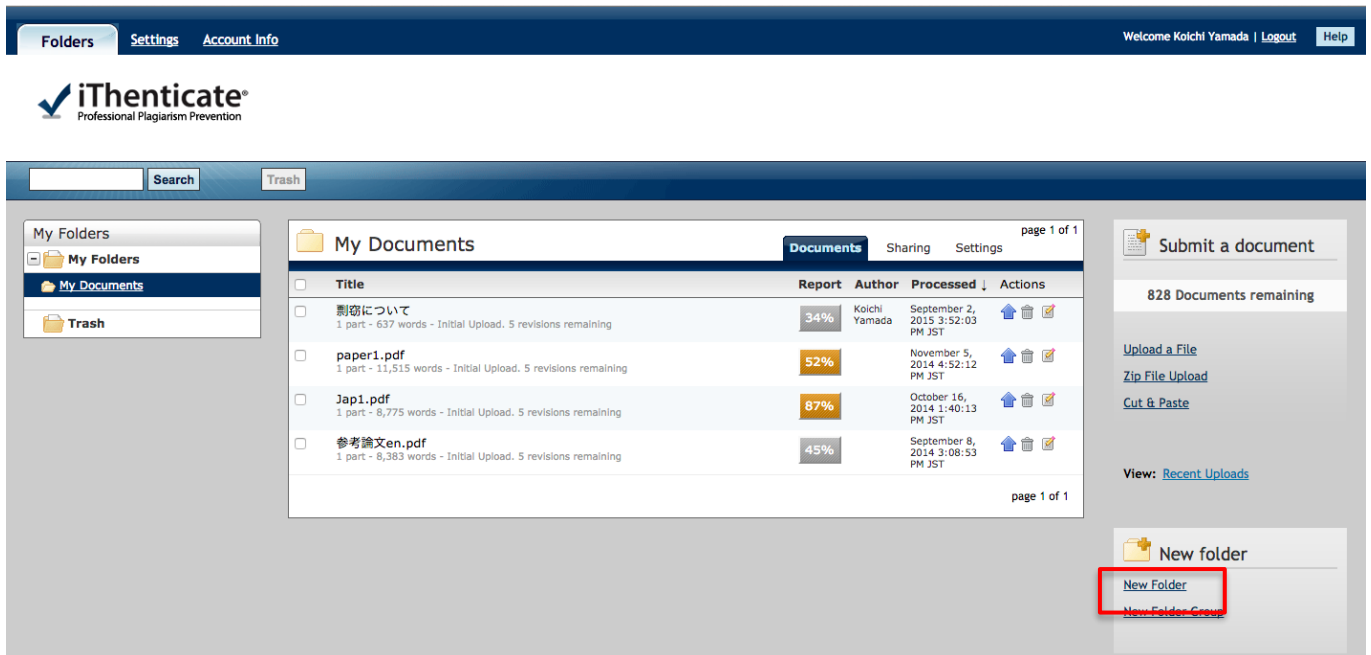 Folders Settings Account Info Welcome Koichi Yamada | Logout Help
iThenticate®
Professional Plagiarism Prevention
Search Trash
My Folders
My Folders
My Documents
Trash
My Documents
page 1 of 1
Documents Sharing Settings
Title Report Author Processed ↓ Actions
剽窃について
1 part - 637 words - Initial Upload. 5 revisions remaining
34%
Koichi
Yamada
September 2,
2015 3:52:03
PM JST
paper1.pdf
1 part - 11,515 words - Initial Upload. 5 revisions remaining
52%
November 5,
2014 4:52:12
PM JST
Jap1.pdf
1 part - 8,775 words - Initial Upload. 5 revisions remaining
87%
October 16,
2014 1:40:13
PM JST
参考論文en.pdf
1 part - 8,383 words - Initial Upload. 5 revisions remaining
45%
September 8,
2014 3:08:53
PM JST
page 1 of 1
Submit a document
828 Documents remaining
Upload a File
Zip File Upload
Cut & Paste
View: Recent Uploads
New folder
New Folder
New Folder Group